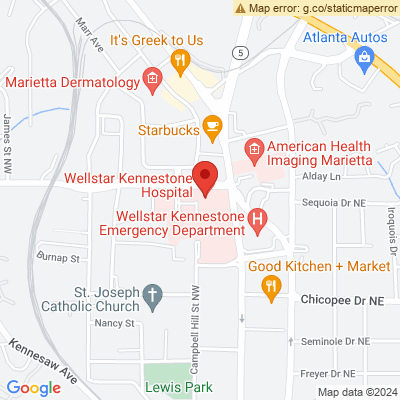 Map error: g.co/staticmaperror
Marr Ave
It's Greek to Us
5
Atlanta Autos
Marietta Dermatology
James St NW
Starbucks
American Health
Imaging Marietta
Alday Ln
Wellstar Kennestone
Hospital
Sequoia Dr NE
Wellstar Kennestone
Emergency Department
H
Iroquois Dr
Burnap St
Good Kitchen + Market
St. Joseph
Catholic Church
Chicopee Dr NE
Nancy St
Campbell Hill St NW
Kennesaw Ave
Seminole Dr NE
Freyer Dr NE
Lewis Park
Google
Map data ©2024